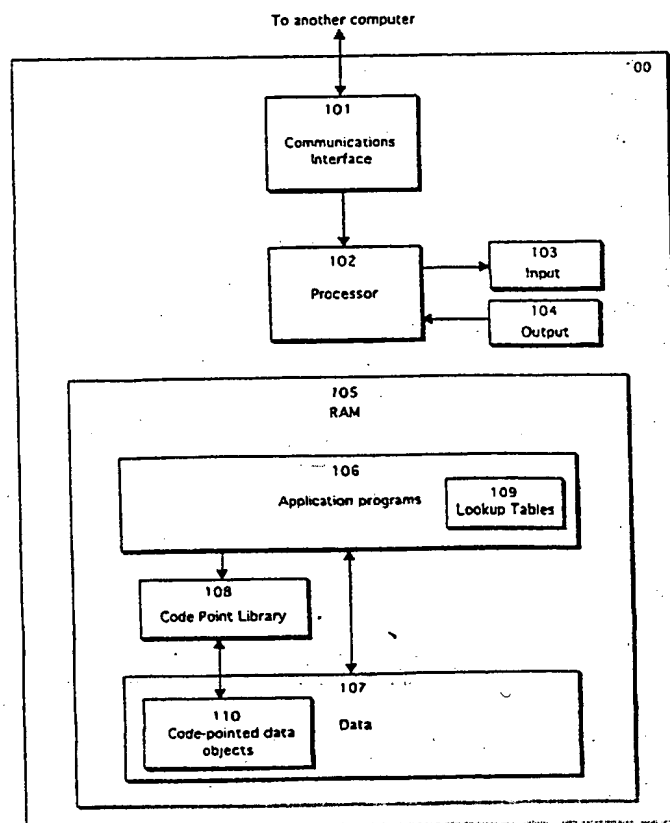 To another computer
00
101
Communications
Interface
102
Processor
103
Input
104
Output
105
RAM
106
Application programs
109
Lookup Tables
108
Code Point Library
107
Data
110
Code-pointed data
objects